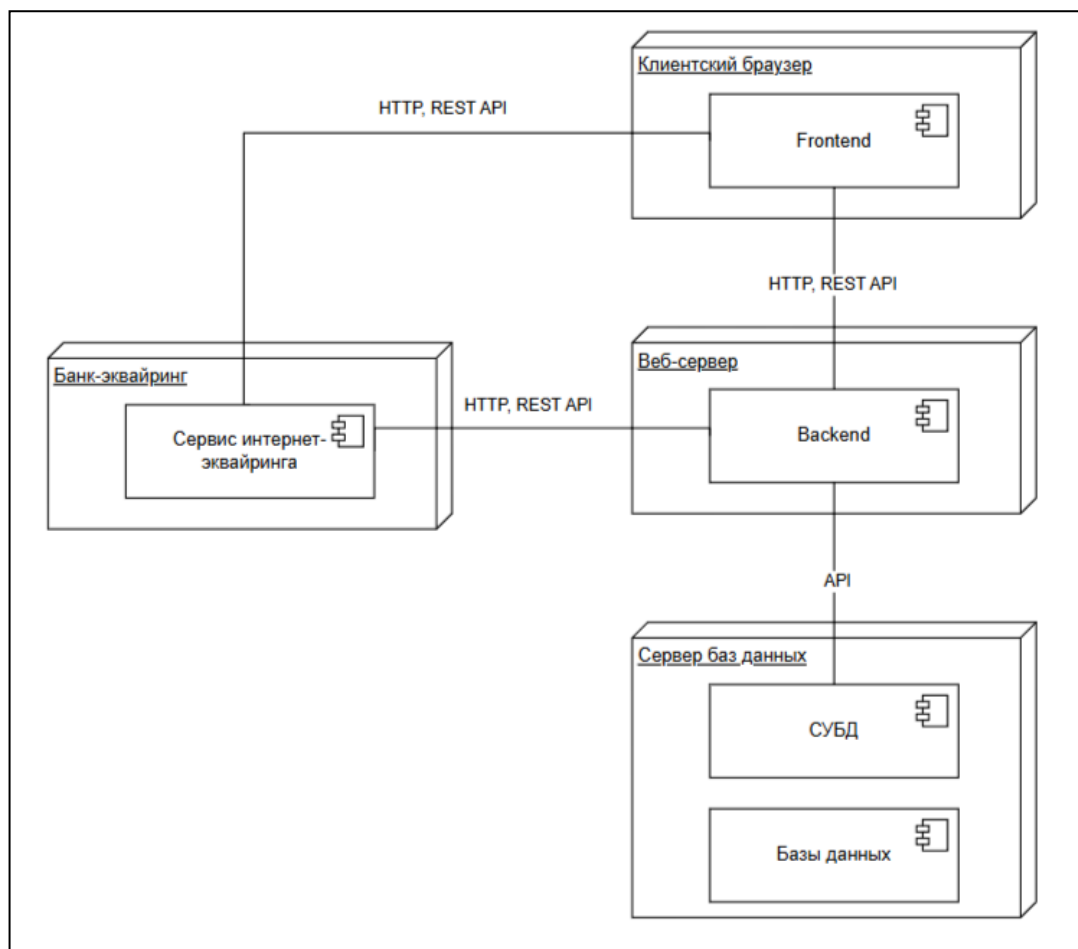 Клиентский браузер
HTTP, REST API
Frontend
HTTP, REST API
Банк-эквайринг
Веб-сервер
HTTP, REST API
Сервис интернет-
эквайринга
Backend
API
Сервер баз данных
СУБД
Базы данных